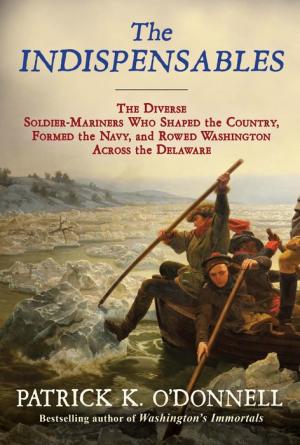 The
INDISPENSABLES
The Diverse
Soldier-Mariners Who Shaped the Country,
Formed the Navy, and Rowed Washington
Across the Delaware
PATRICK K. O'DONNELL
Bestselling author of Washington's Immortals